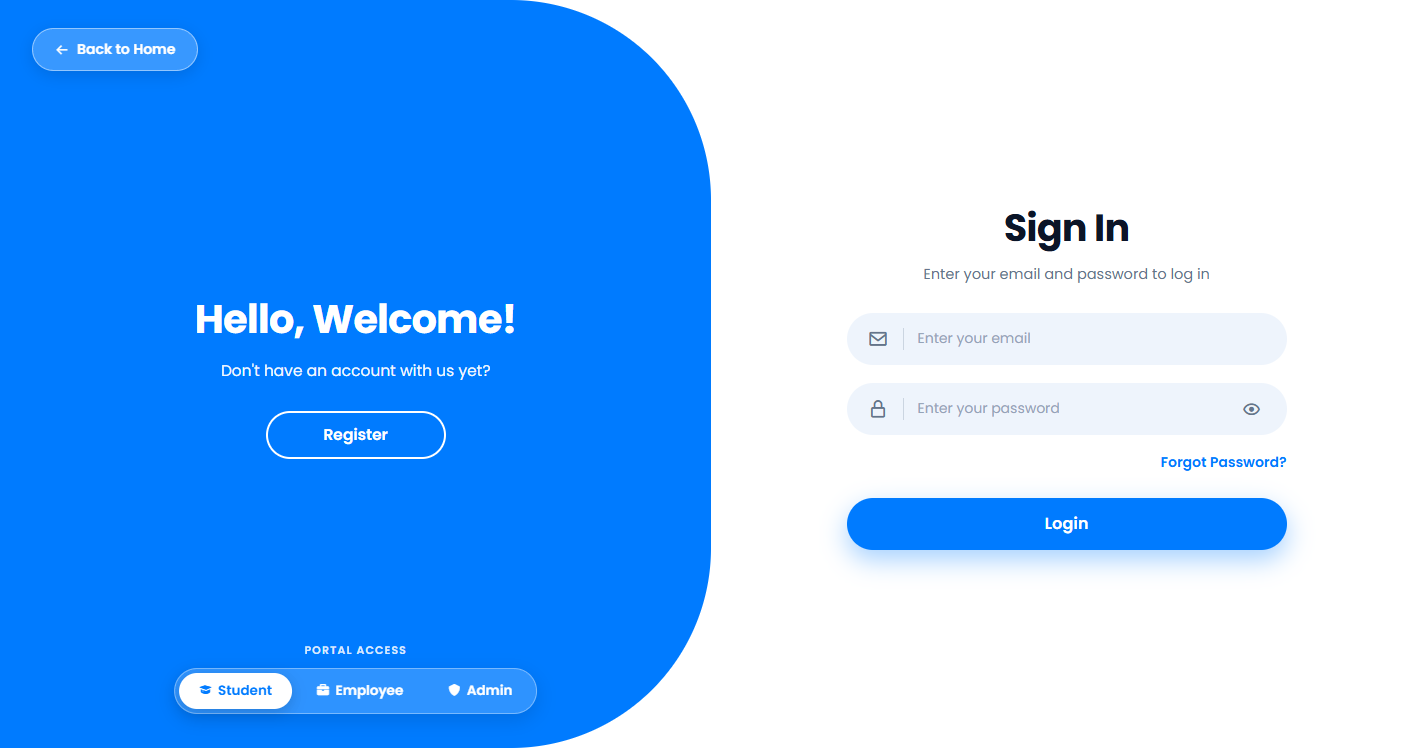 Back to Home
Hello, Welcome!
Don't have an account with us yet?
Register
PORTAL ACCESS
Student
Employee
Admin
Sign In
Enter your email and password to log in
Enter your email
Enter your password
Forgot Password?
Login